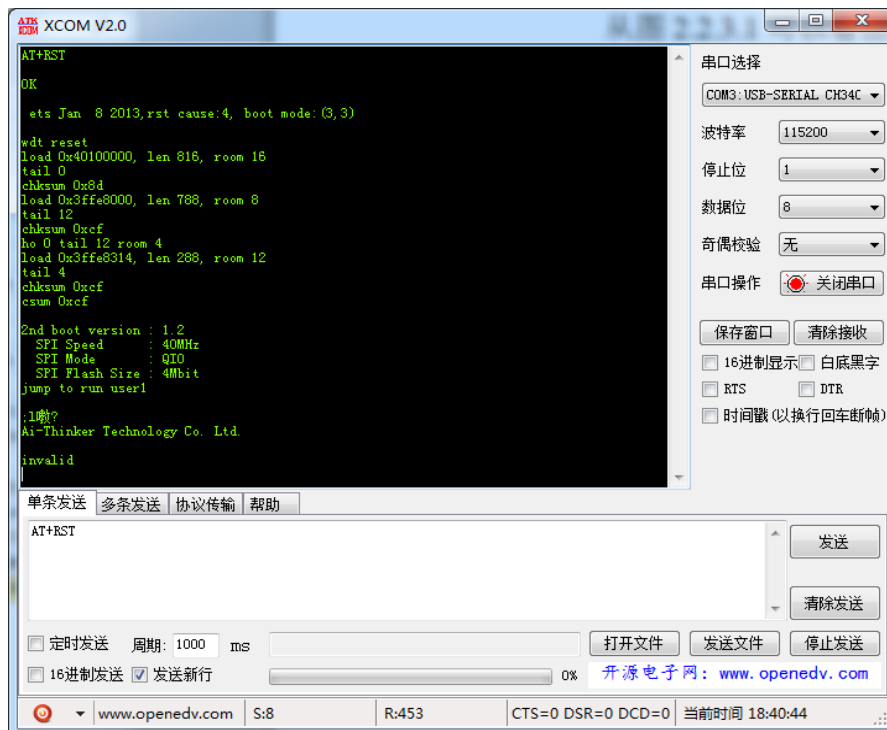 ATK XCOM XCOM V2.0
AT+RST
OK
ets Jan 8 2013,rst cause:4, boot mode:(3,3)
wdt reset
load 0x40100000, len 816, room 16
tail 0
chksum 0x8d
load 0x3ffe8000, len 788, room 8
tail 12
chksum 0xcf
ho 0 tail 12 room 4
load 0x3ffe8314, len 288, room 12
tail 4
chksum 0xcf
csum 0xcf
2nd boot version : 1.2
SPI Speed : 40MHz
SPI Mode : QIO
SPI Flash Size : 4Mbit
jump to run user1
Ai-Thinker Technology Co. Ltd.
invalid
串口选择
COM3:USB-SERIAL CH34C
波特率 115200
停止位 1
数据位 8
奇偶校验 无
串口操作 关闭串口
保存窗口 清除接收
16进制显示 白底黑字
RTS DTR
时间戳(以换行回车断帧)
单条发送 多条发送 协议传输 帮助
AT+RST
发送
清除发送
定时发送 周期: 1000 ms 打开文件 发送文件 停止发送
16进制发送 发送新行 0% 开源电子网: www.openedv.com
www.openedv.com S:8 R:453 CTS=0 DSR=0 DCD=0 当前时间 18:40:44